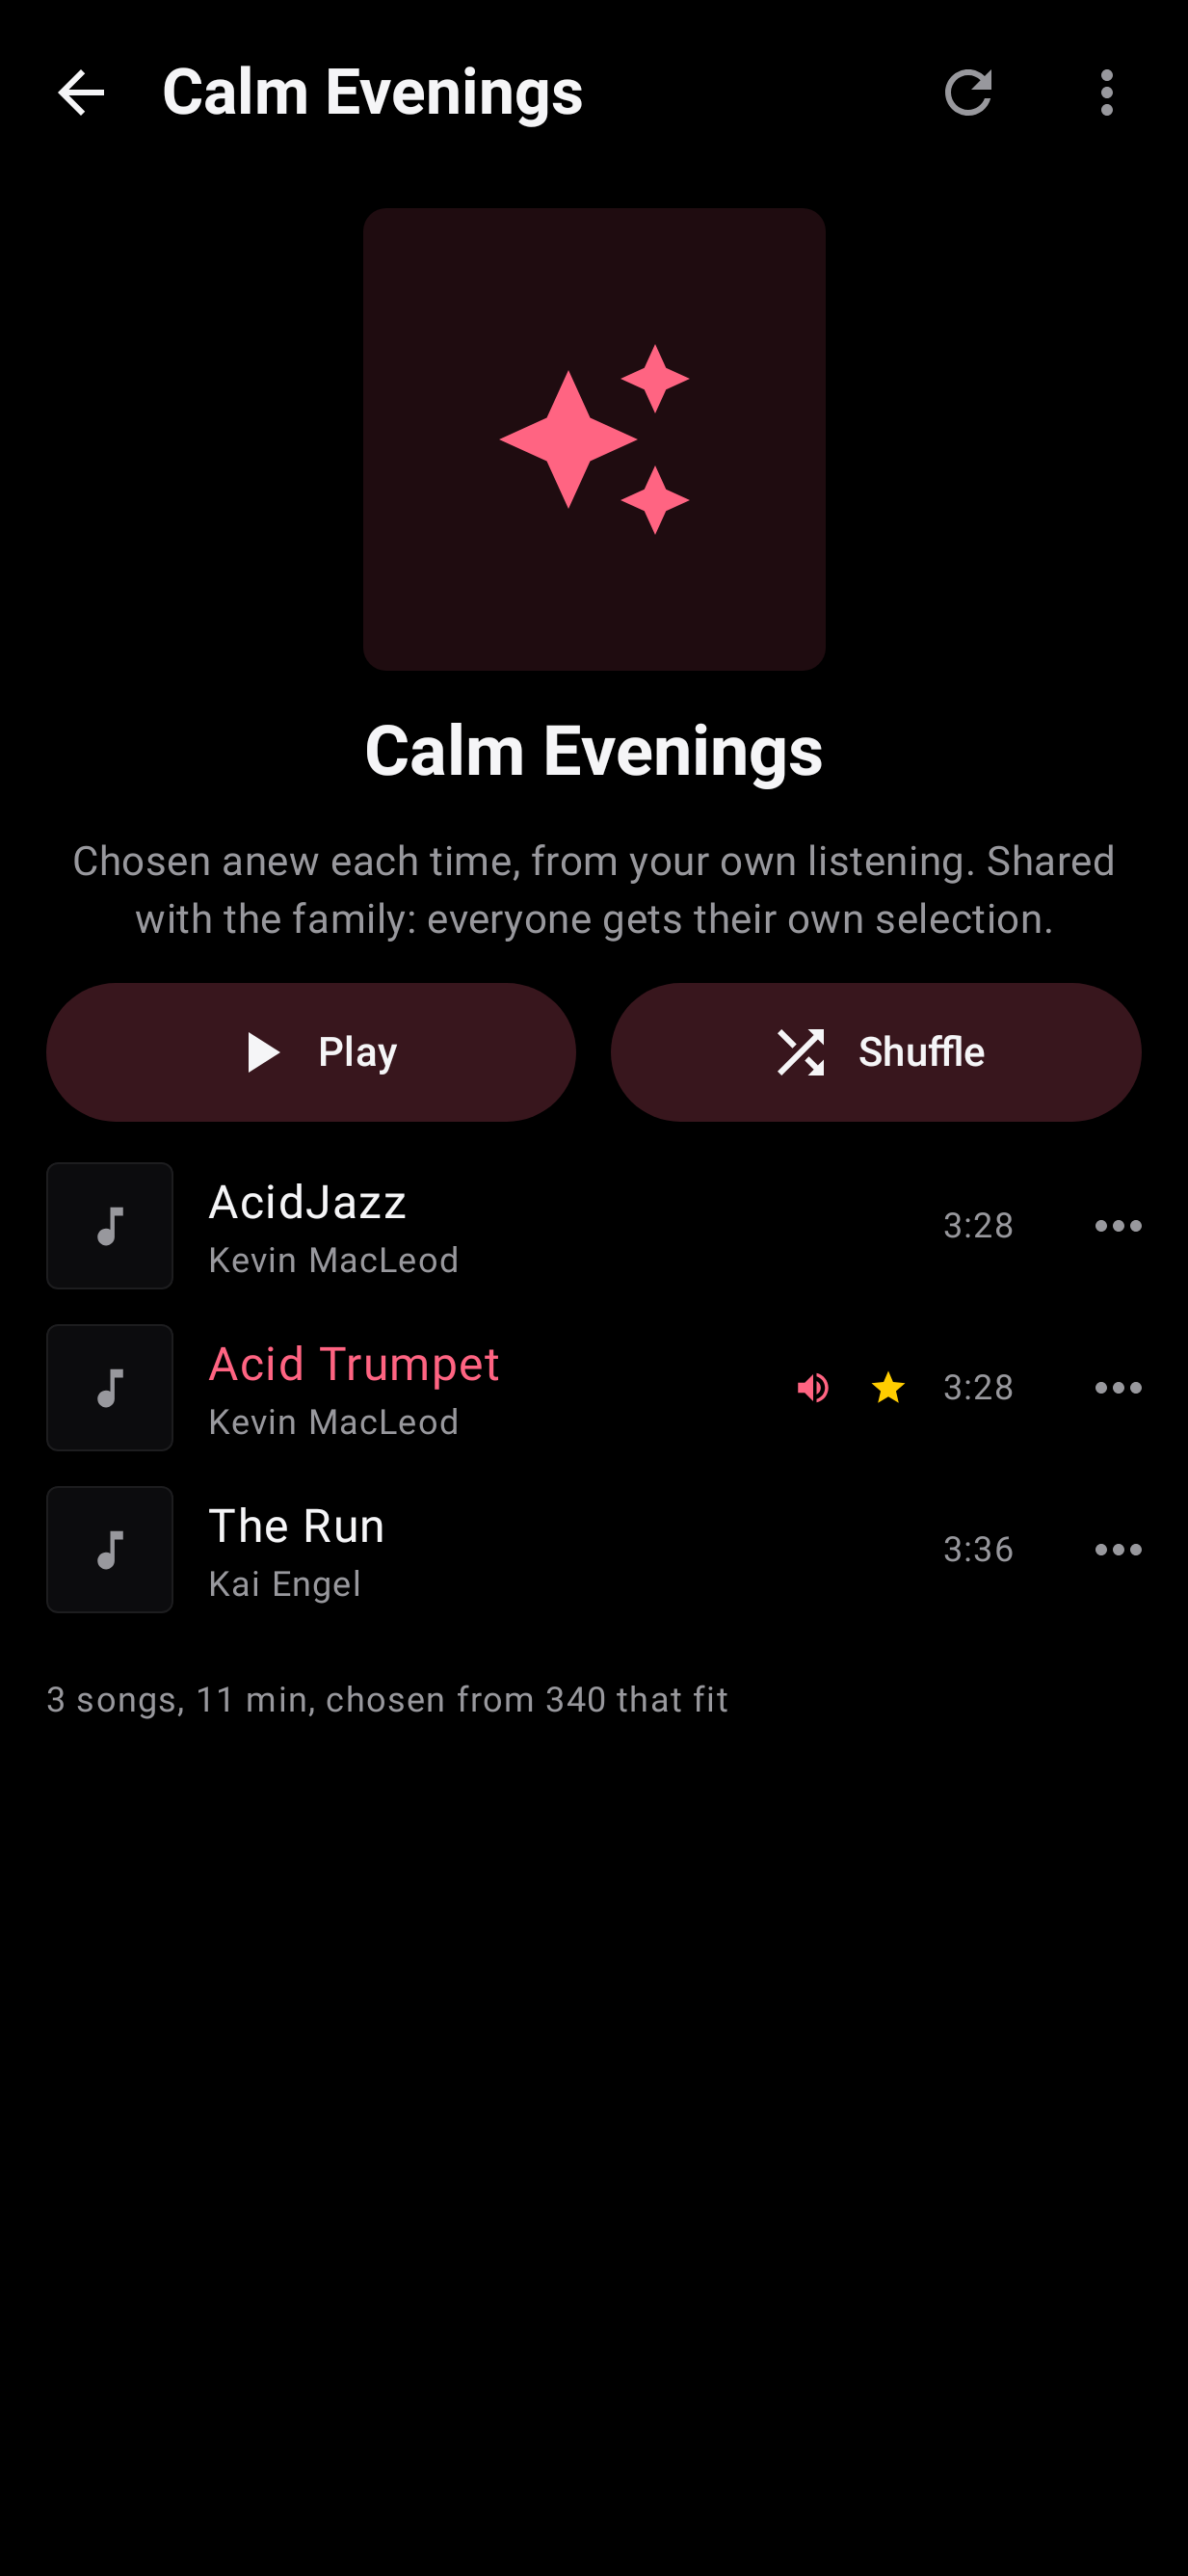 Calm Evenings
Calm Evenings
Chosen anew each time, from your own listening. Shared
with the family: everyone gets their own selection.
Play
Shuffle
AcidJazz
3:28
Kevin MacLeod
Acid Trumpet
3:28
Kevin MacLeod
The Run
3:36
Kai Engel
3 songs, 11 min, chosen from 340 that fit